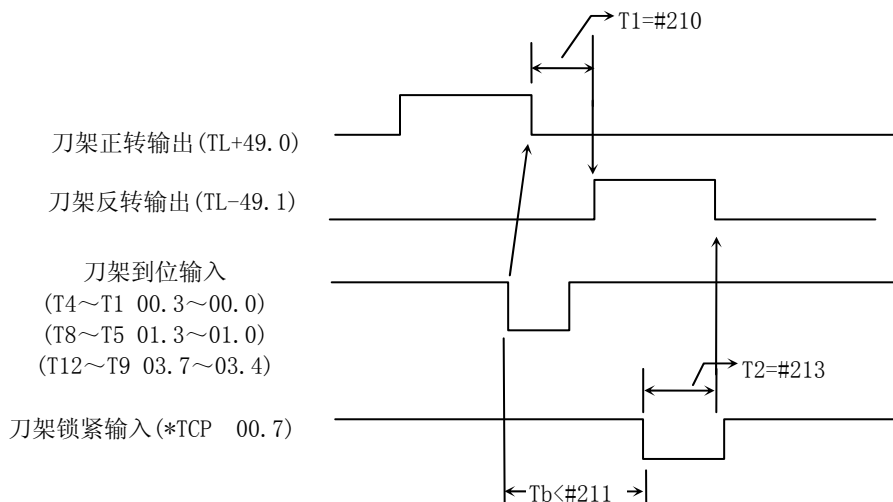 T1=#210
刀架正转输出(TL+49.0)
刀架反转输出(TL-49.1)
刀架到位输入
(T4～T1 00.3～00.0)
(T8～T5 01.3～01.0)
(T12～T9 03.7～03.4)
T2=#213
刀架锁紧输入(*TCP 00.7)
Tb<#211